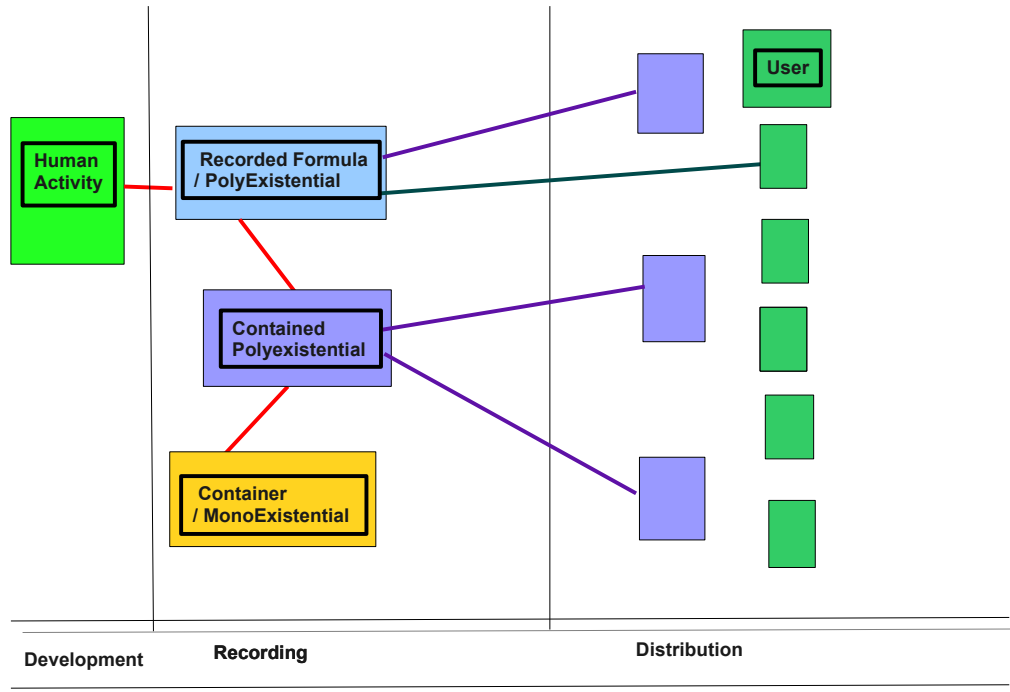 User
Human
Activity
Recorded Formula
/ PolyExistential
Contained
Polyexistential
Container
/ MonoExistential
Development
Recording
Distribution